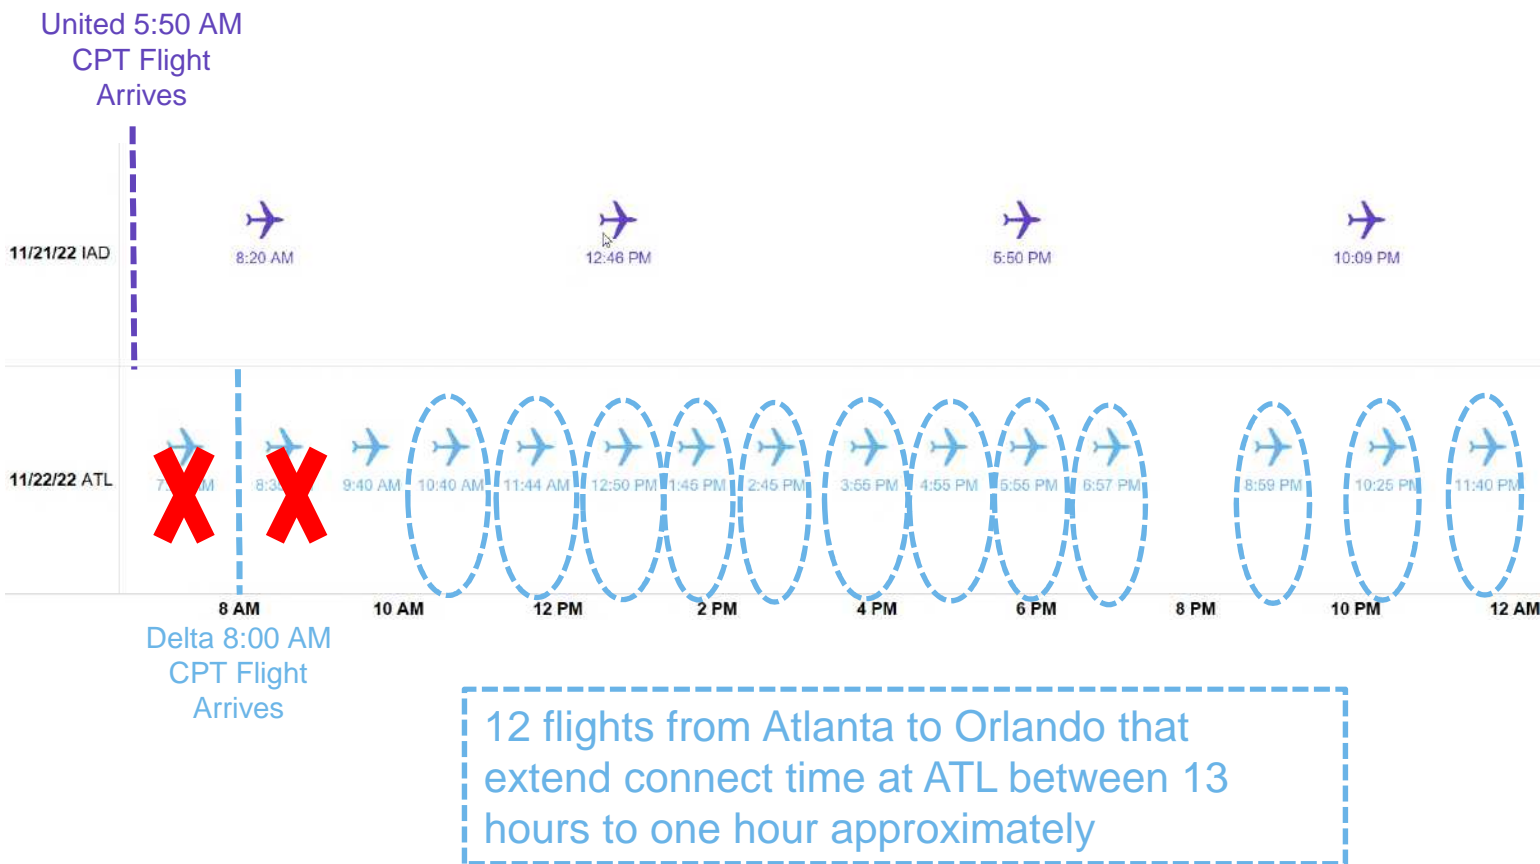 United 5:50 AM
CPT Flight
Arrives
11/21/22 IAD
8:20 AM
12:46 PM
5:50 PM
10:09 PM
11/22/22 ATL
9:40 AM
10:40 AM
11:44 AM
12:50 PM
1:45 PM
2:45 PM
3:55 PM
4:55 PM
5:55 PM
6:57 PM
8:59 PM
10:25 PM
11:40 PM
8 AM
10 AM
12 PM
2 PM
4 PM
6 PM
8 PM
10 PM
12 AM
Delta 8:00 AM
CPT Flight
Arrives
12 flights from Atlanta to Orlando that
extend connect time at ATL between 13
hours to one hour approximately